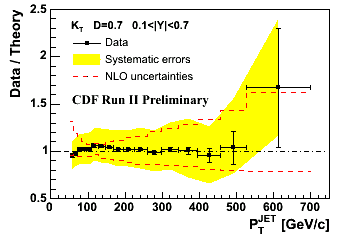 K_T D=0.7 0.1<|Y|<0.7
Data
Systematic errors
NLO uncertainties
CDF Run II Preliminary
Data / Theory
2.5
2
1.5
1
0.5
0 100 200 300 400 500 600 700
P_T^JET [GeV/c]